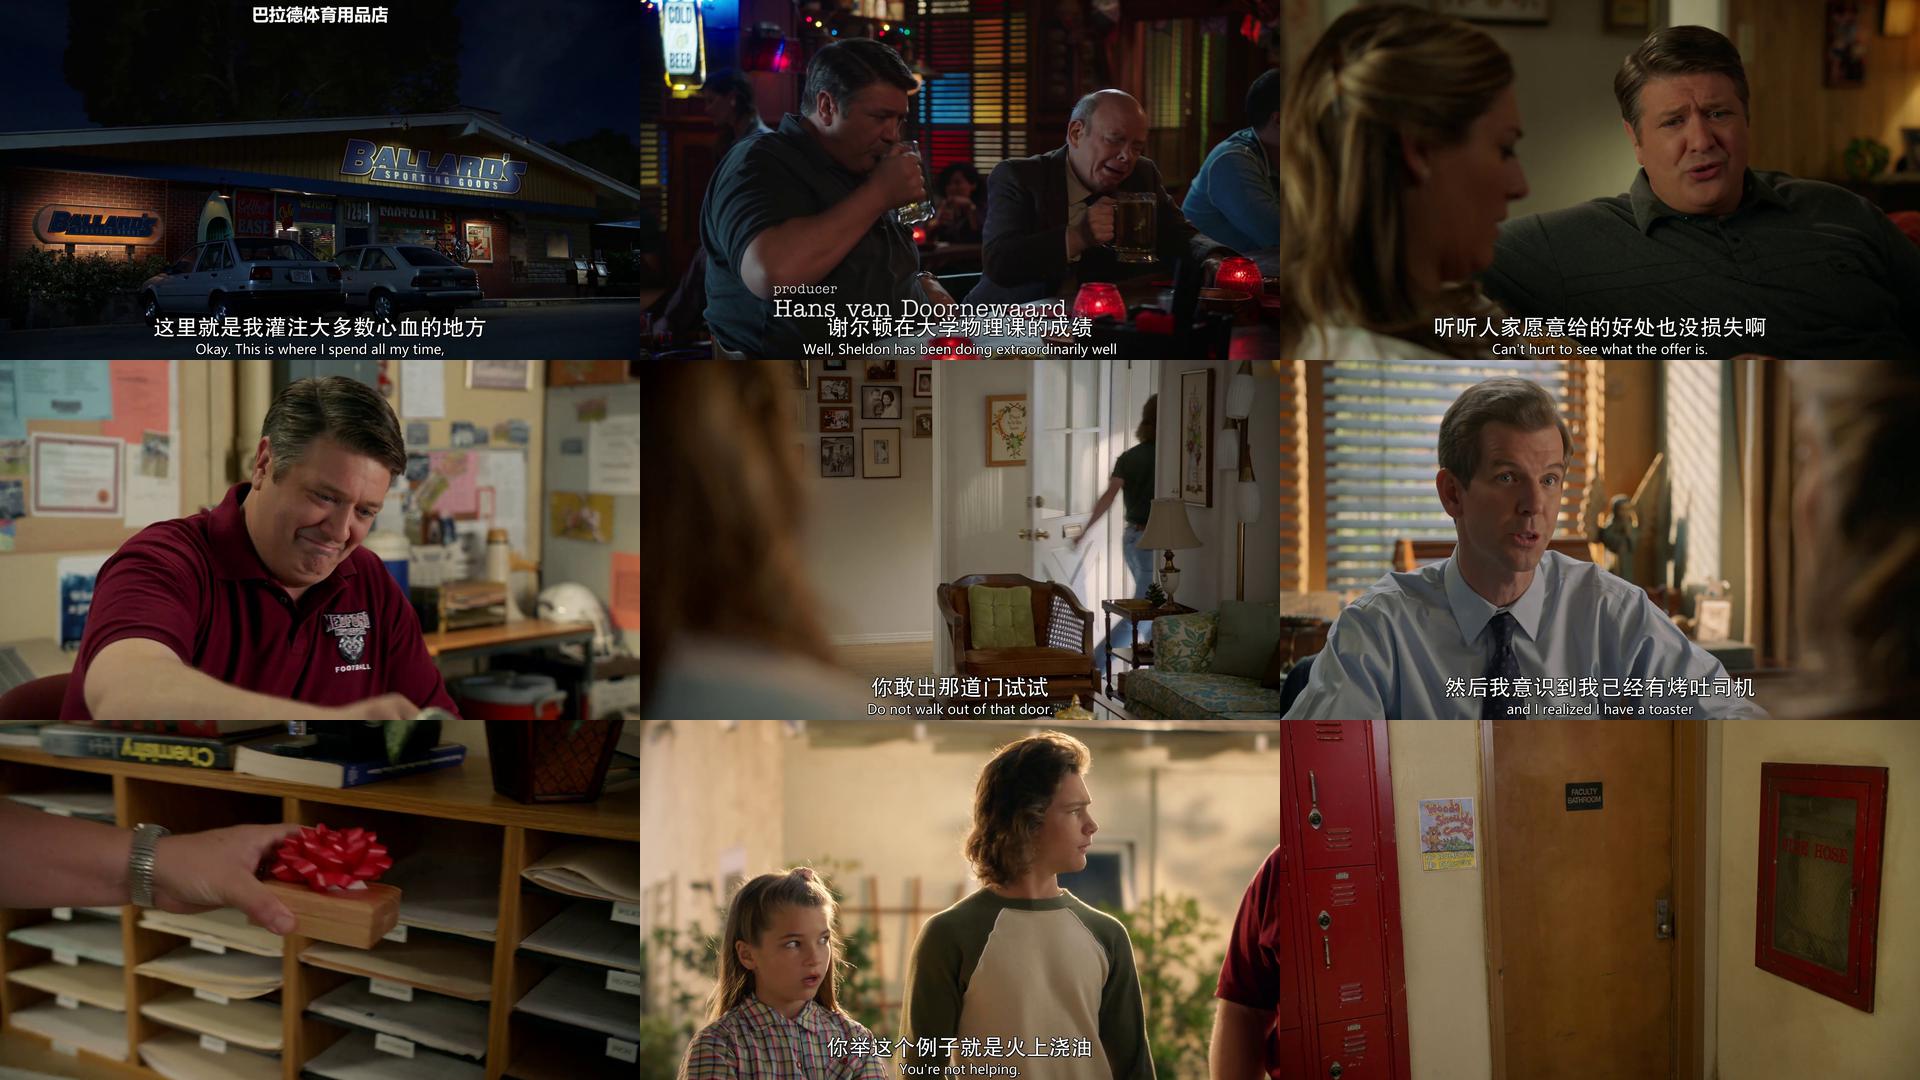 巴拉德体育用品店
BALLARD'S
SPORTING GOODS
BALLARD'S
WEIGHTS
FOOTBALL
BASE
这里就是我灌注大多数心血的地方
Okay. This is where I spend all my time,
COLD
BEER
producer
Hans van Doornewaard
谢尔顿在大学物理课的成绩
Well, Sheldon has been doing extraordinarily well
听听人家愿意给的好处也没损失啊
Can't hurt to see what the offer is.
MEDFORD
FOOTBALL
你敢出那道门试试
Do not walk out of that door.
然后我意识到我已经有烤吐司机
and I realized I have a toaster
Chemistry
你举这个例子就是火上浇油
You're not helping.
FACULTY
BATHROOM
FIRE HOSE